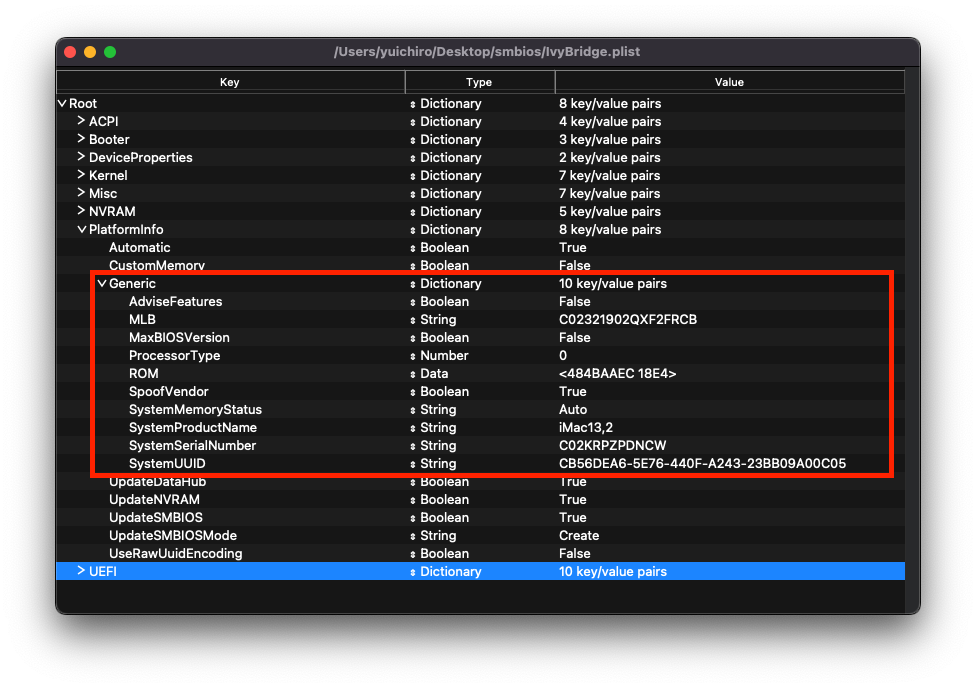 /Users/yuichiro/Desktop/smbios/IvyBridge.plist
Key Type Value
Root Dictionary 8 key/value pairs
ACPI Dictionary 4 key/value pairs
Booter Dictionary 3 key/value pairs
DeviceProperties Dictionary 2 key/value pairs
Kernel Dictionary 7 key/value pairs
Misc Dictionary 7 key/value pairs
NVRAM Dictionary 5 key/value pairs
PlatformInfo Dictionary 8 key/value pairs
Automatic Boolean True
CustomMemory Boolean False
Generic Dictionary 10 key/value pairs
AdviseFeatures Boolean False
MLB String C02321902QXF2FRCB
MaxBIOSVersion Boolean False
ProcessorType Number 0
ROM Data <484BAAEC 18E4>
SpoofVendor Boolean True
SystemMemoryStatus String Auto
SystemProductName String iMac13,2
SystemSerialNumber String C02KRPZPDNCW
SystemUUID String CB56DEA6-5E76-440F-A243-23BB09A00C05
UpdateDataHub Boolean True
UpdateNVRAM Boolean True
UpdateSMBIOS Boolean True
UpdateSMBIOSMode String Create
UseRawUuidEncoding Boolean False
UEFI Dictionary 10 key/value pairs